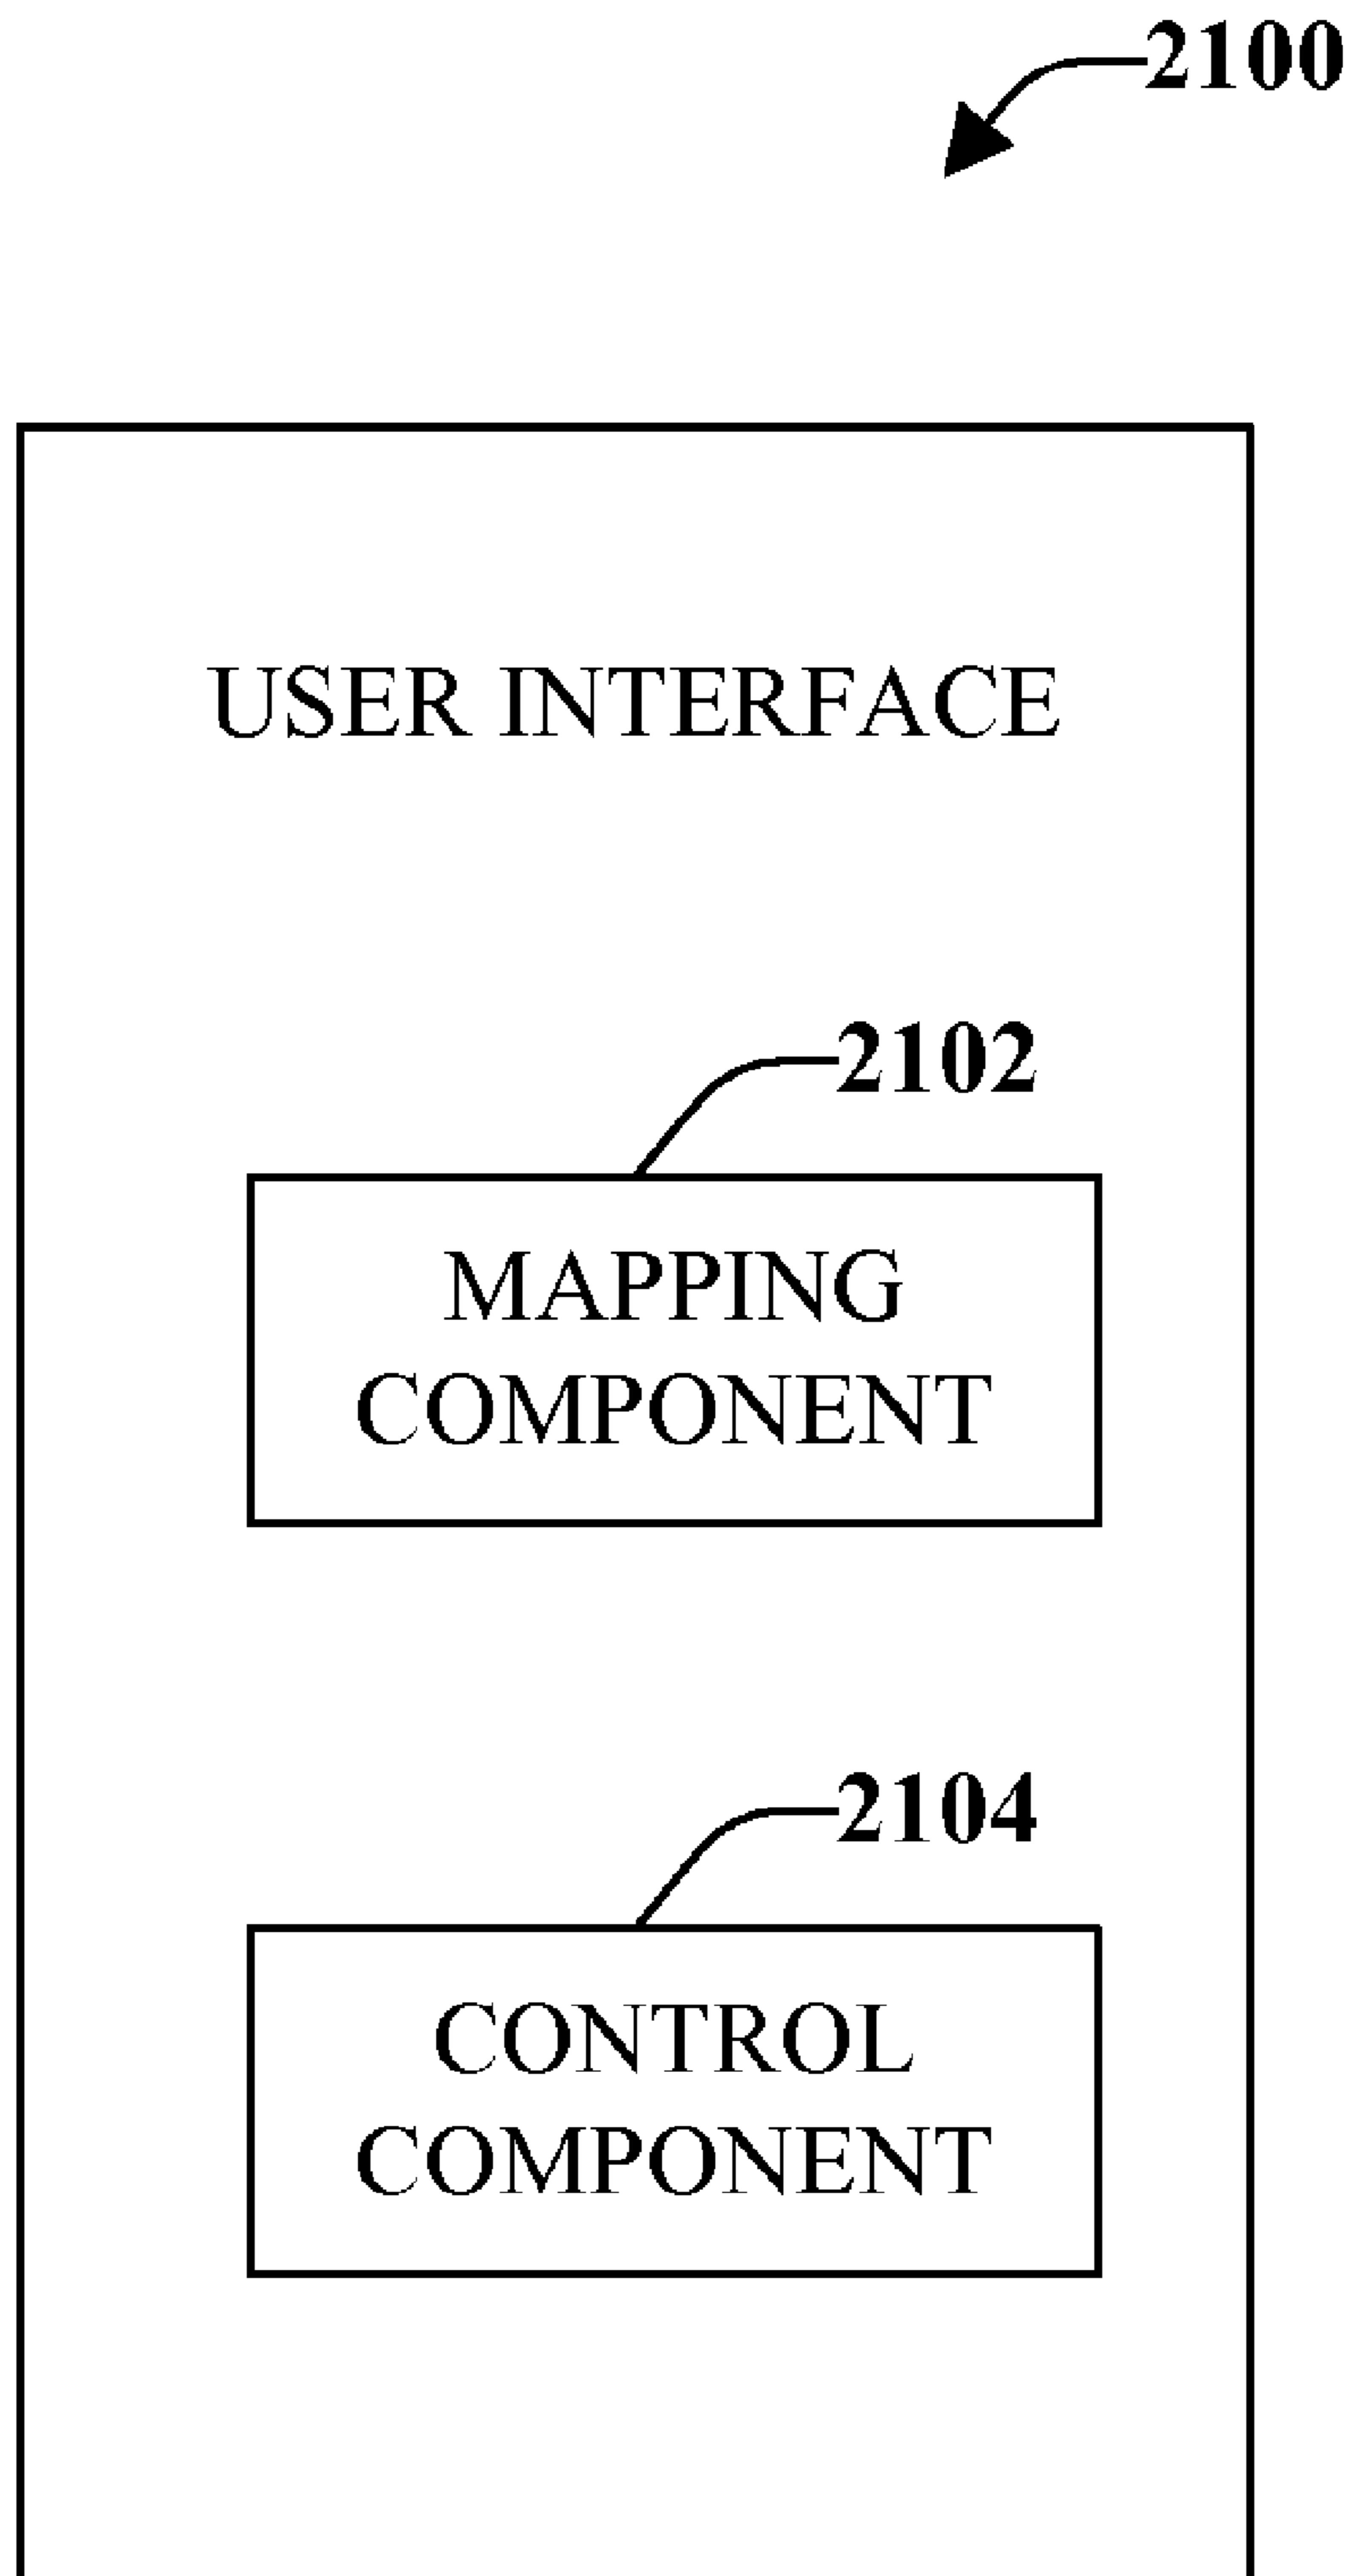 2100
USER INTERFACE
2102
MAPPING
COMPONENT
2104
CONTROL
COMPONENT